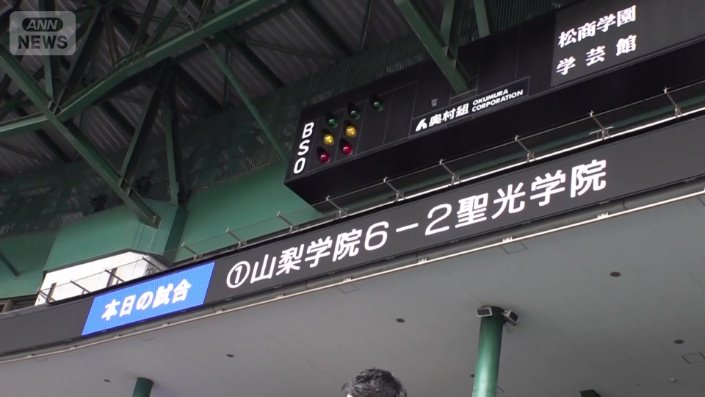 ANN
NEWS
松商学園
学芸館
B
S
O
奥村組 OKUMURA CORPORATION
本日の試合
①山梨学院6-2聖光学院